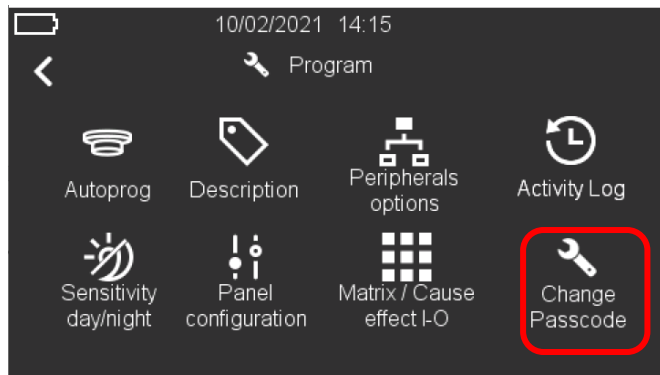 10/02/2021 14:15
Program
Autoprog
Description
Peripherals
options
Activity Log
Sensitivity
day/night
Panel
configuration
Matrix / Cause
effect I-O
Change
Passcode